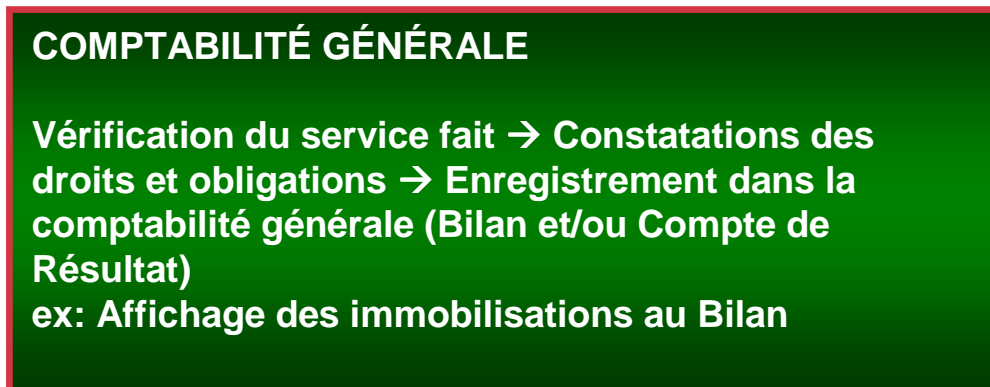 COMPTABILITÉ GÉNÉRALE
Vérification du service fait → Constatations des
droits et obligations → Enregistrement dans la
comptabilité générale (Bilan et/ou Compte de
Résultat)
ex: Affichage des immobilisations au Bilan